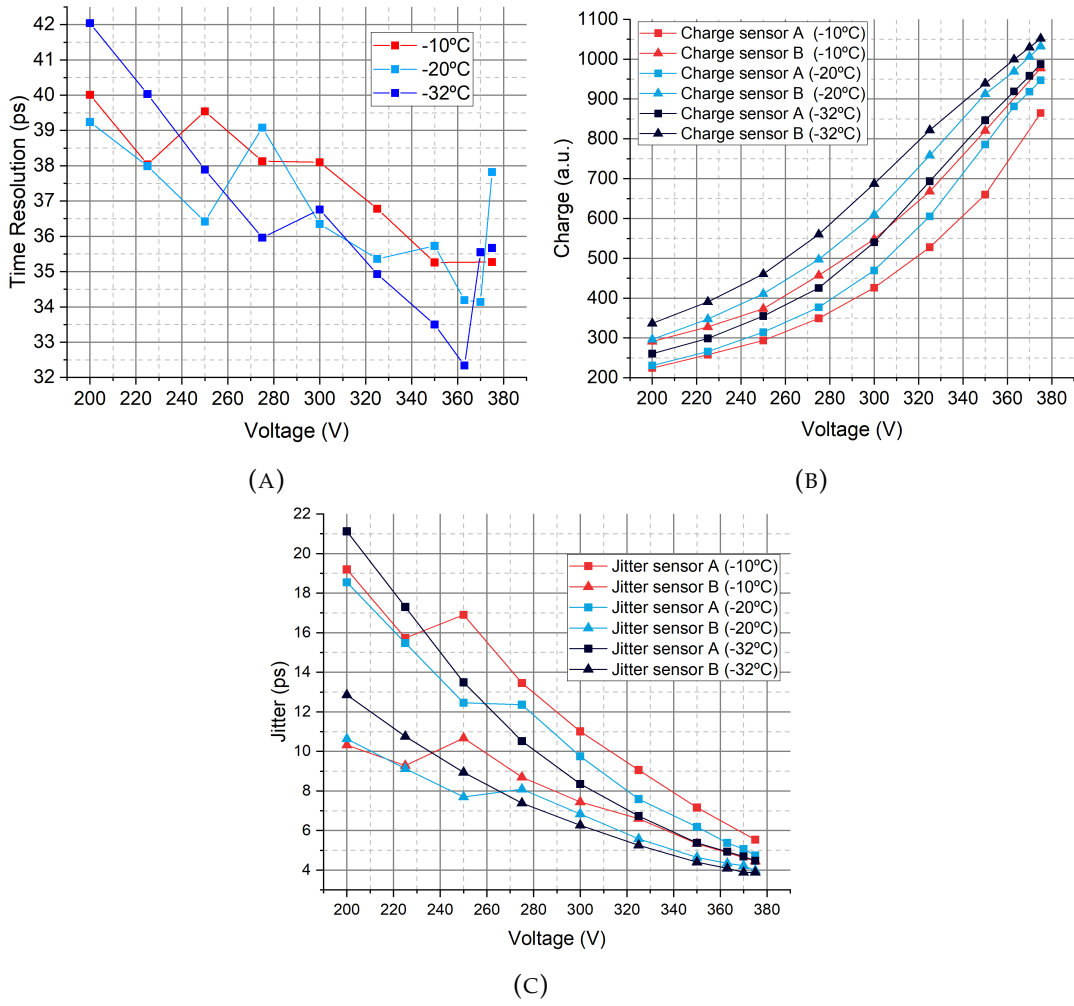 42
41
40
39
38
37
36
35
34
33
32
Time Resolution (ps)
-10ºC
-20ºC
-32ºC
200 220 240 260 280 300 320 340 360 380
Voltage (V)
(A)
1100
1000
900
800
700
600
500
400
300
200
Charge (a.u.)
Charge sensor A (-10ºC)
Charge sensor B (-10ºC)
Charge sensor A (-20ºC)
Charge sensor B (-20ºC)
Charge sensor A (-32ºC)
Charge sensor B (-32ºC)
200 220 240 260 280 300 320 340 360 380
Voltage (V)
(B)
22
20
18
16
14
12
10
8
6
4
Jitter (ps)
Jitter sensor A (-10ºC)
Jitter sensor B (-10ºC)
Jitter sensor A (-20ºC)
Jitter sensor B (-20ºC)
Jitter sensor A (-32ºC)
Jitter sensor B (-32ºC)
200 220 240 260 280 300 320 340 360 380
Voltage (V)
(C)